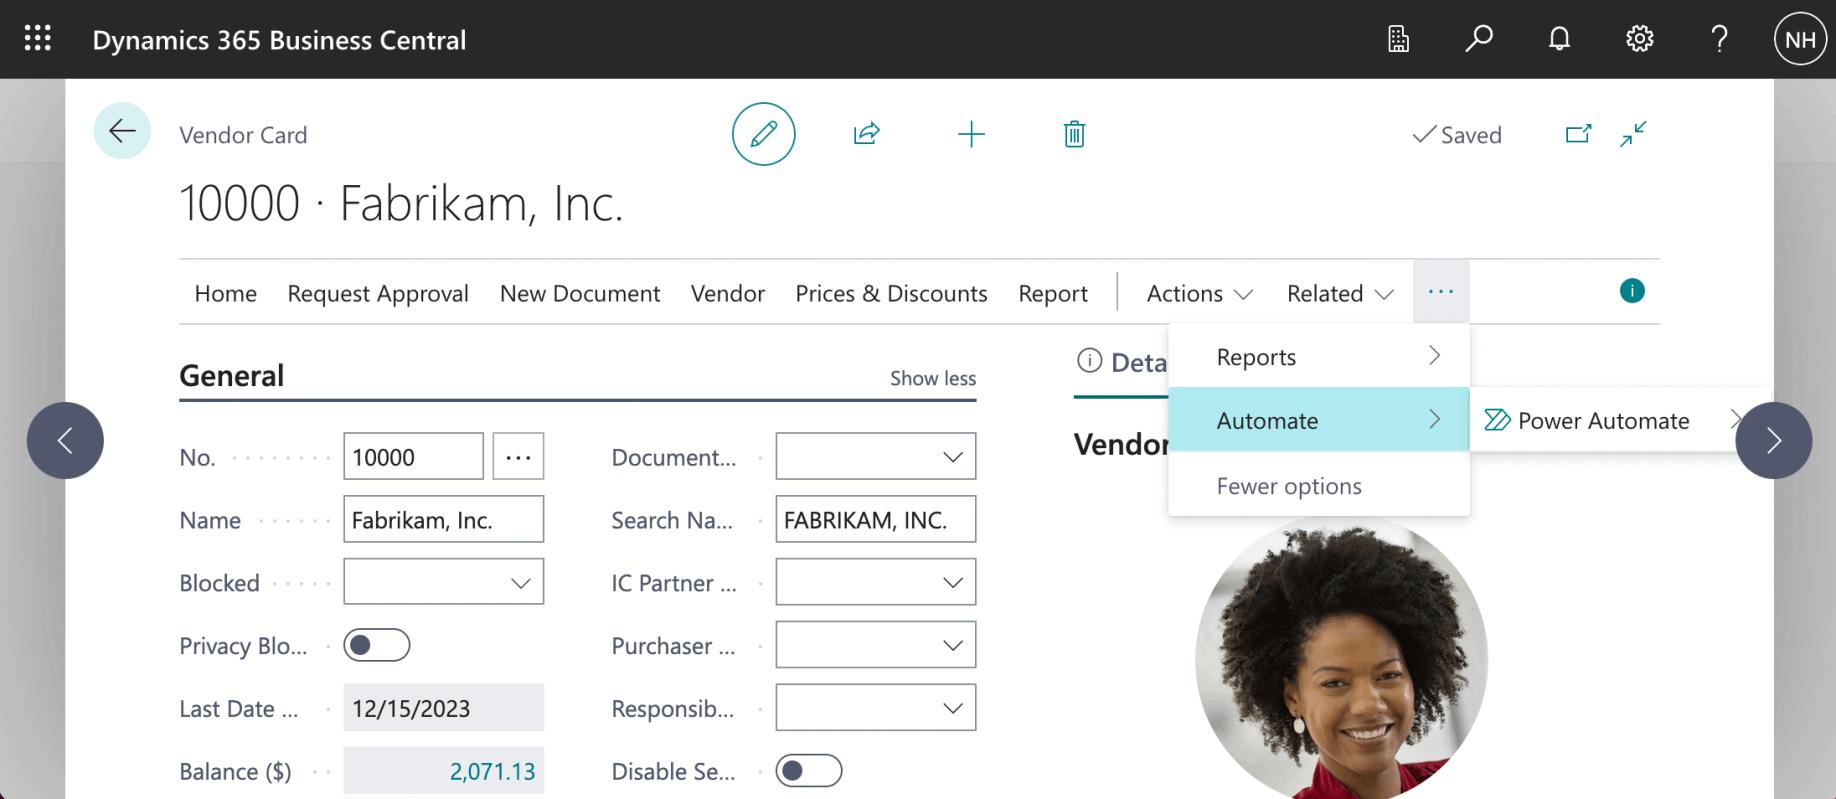 Dynamics 365 Business Central
NH
Vendor Card
Saved
10000 · Fabrikam, Inc.
Home Request Approval New Document Vendor Prices & Discounts Report Actions Related ...
General
Show less
Deta
Reports
Automate
Power Automate
Fewer options
Vendor
No. 10000 ...
Document...
Name Fabrikam, Inc.
Search Na... FABRIKAM, INC.
Blocked
IC Partner ...
Privacy Blo...
Purchaser ...
Last Date ... 12/15/2023
Responsib...
Balance ($) 2,071.13
Disable Se...